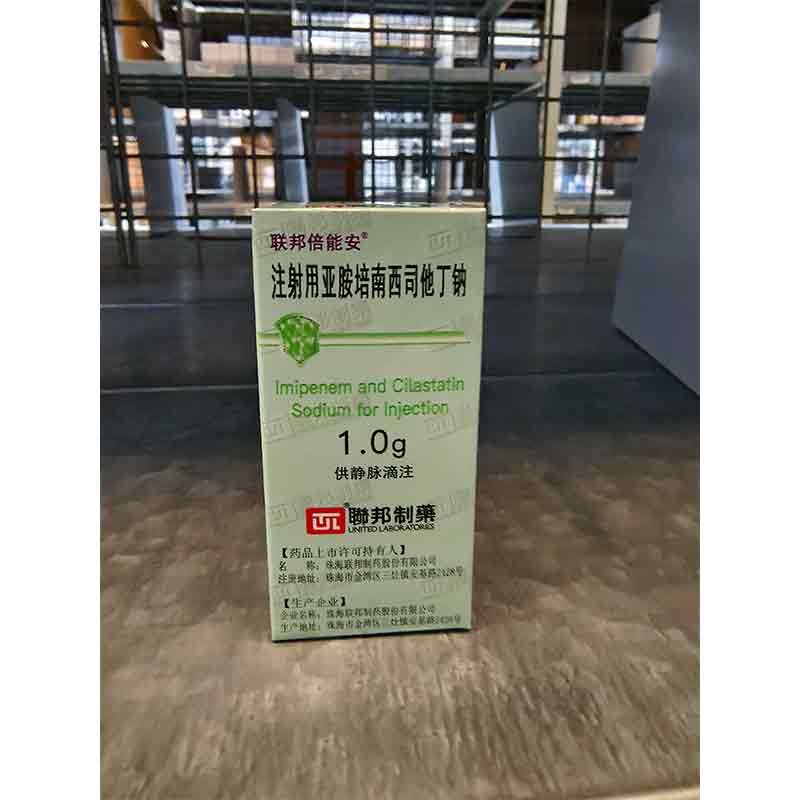 联邦倍能安®
注射用亚胺培南西司他丁钠
Imipenem and Cilastatin
Sodium for Injection
1.0g
供静脉滴注
聯邦制藥
UNITED LABORATORIES
【药品上市许可持有人】
名 称：珠海联邦制药股份有限公司
注册地址：珠海市金湾区三灶镇安基路2428号
【生产企业】
企业名称：珠海联邦制药股份有限公司
生产地址：珠海市金湾区三灶镇安基路2428号